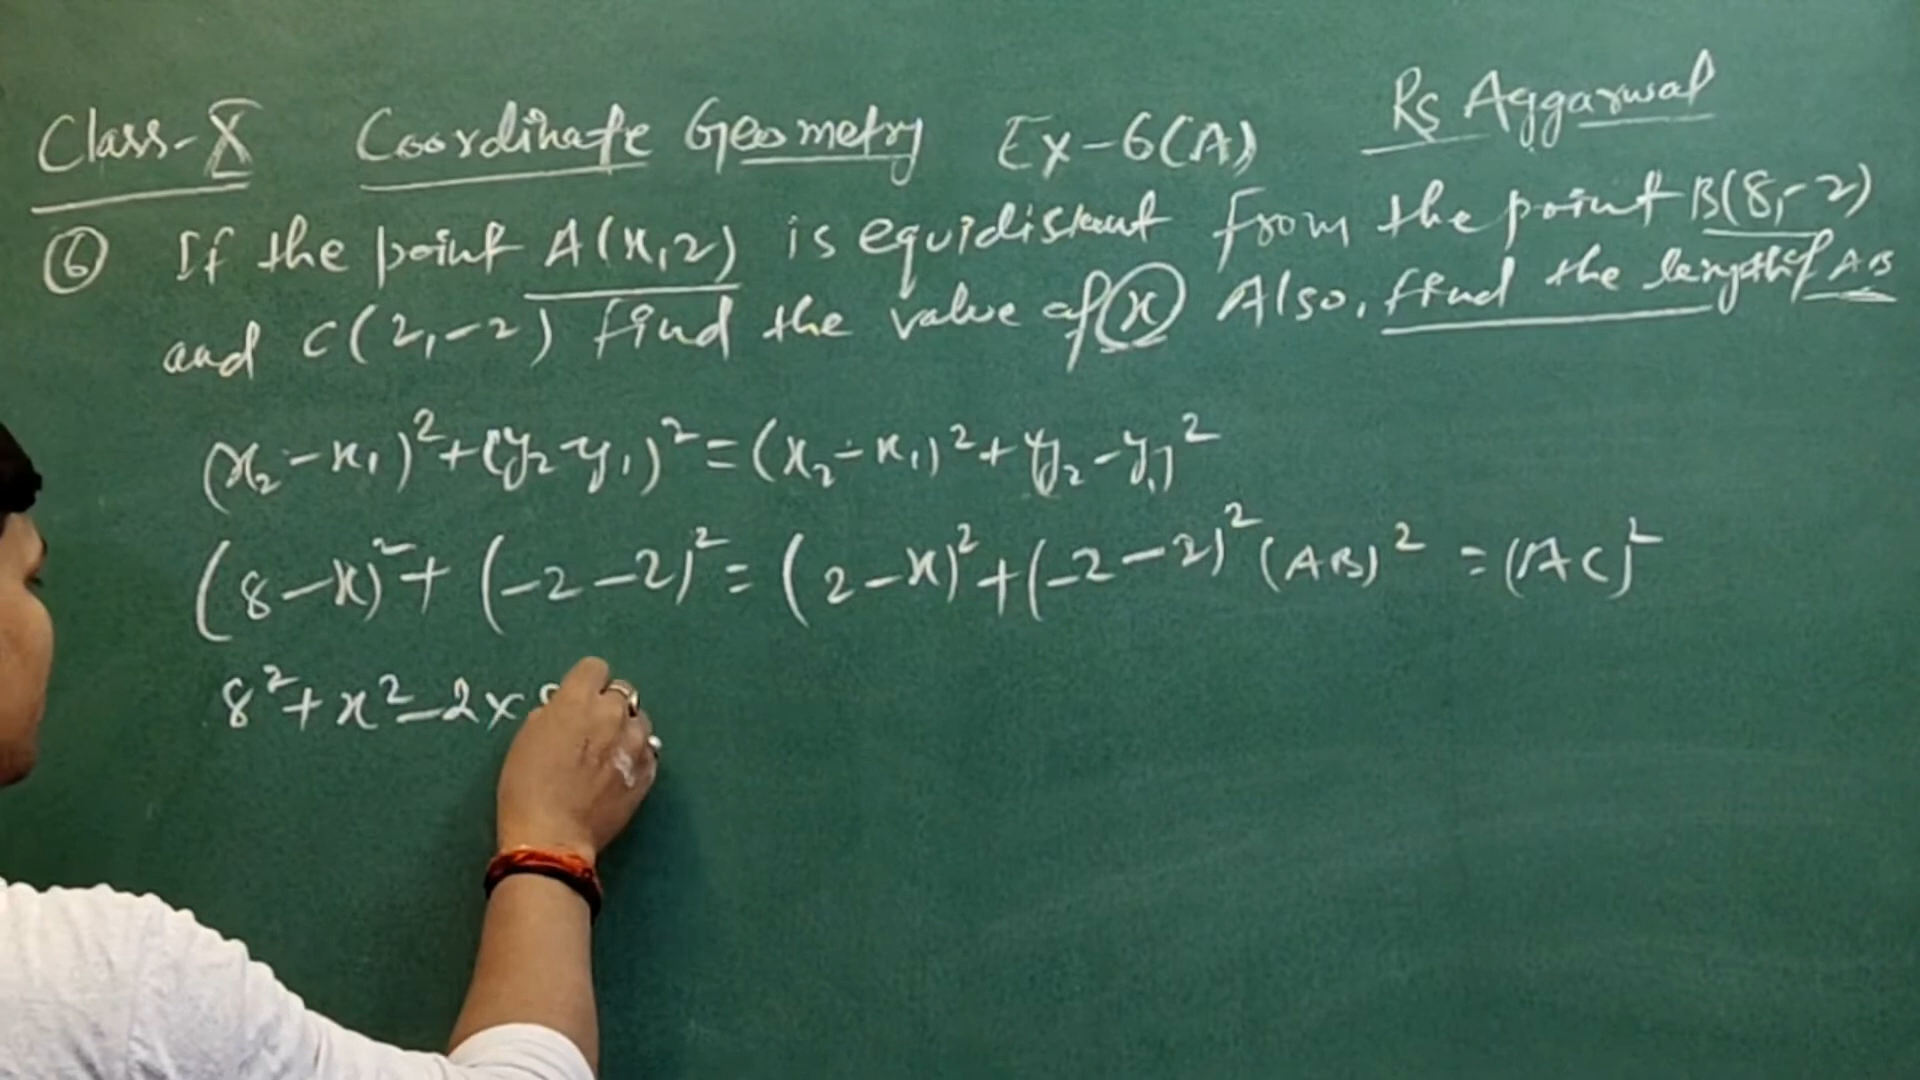 Class-X Coordinate Geometry Ex-6(A) Rs Aggarwal
⑥ If the point A(x,2) is equidistant from the point B(8,-2)
and C(2,-2) find the value of x Also, find the length of AB
(x₂-x₁)²+(y₂-y₁)²=(x₂-x₁)²+y₂-y₁)²
(8-x)²+(-2-2)²=(2-x)²+(-2-2)² (AB)²=(AC)²
8²+x²-2x